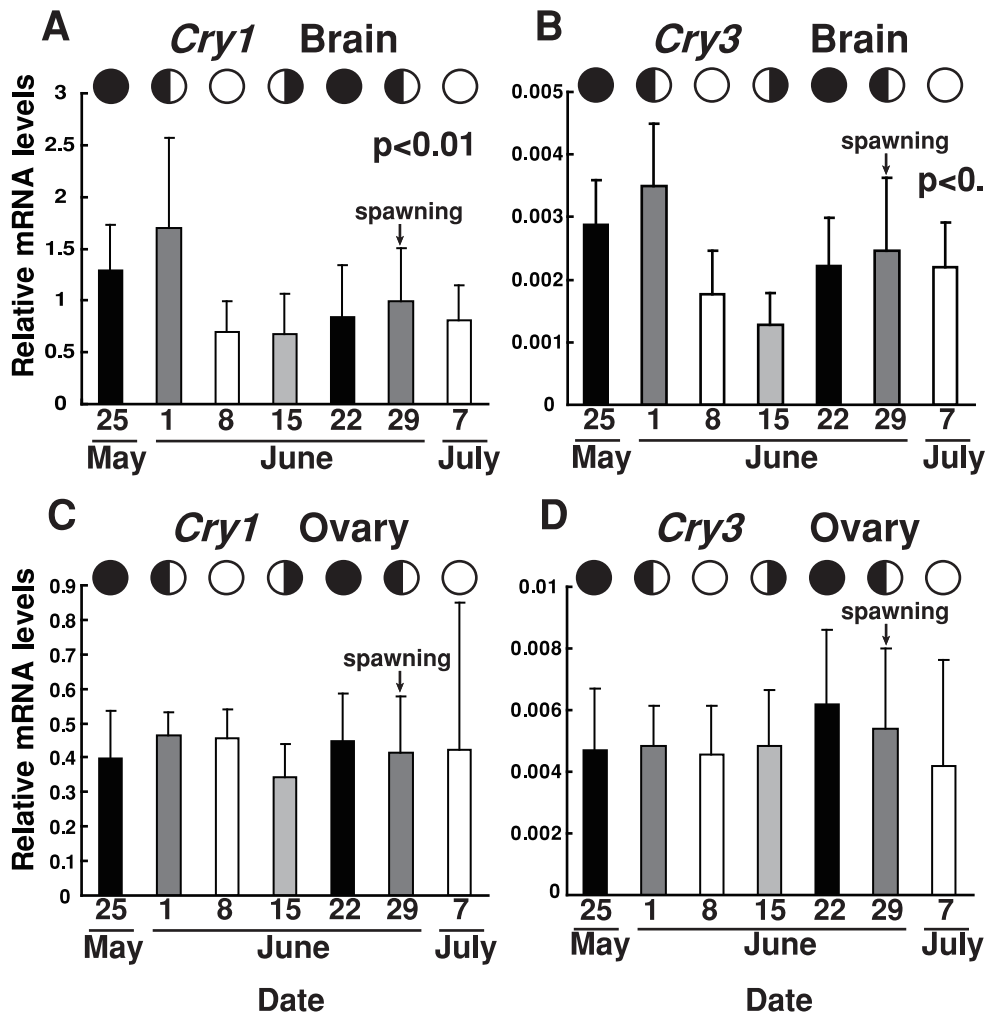 A
Cry1 Brain
Relative mRNA levels
3
2.5
2
1.5
1
0.5
0
p<0.01
spawning
25 1 8 15 22 29 7
May June July
B
Cry3 Brain
0.005
0.004
0.003
0.002
0.001
0
spawning
p<0.
25 1 8 15 22 29 7
May June July
C
Cry1 Ovary
Relative mRNA levels
0.9
0.8
0.7
0.6
0.5
0.4
0.3
0.2
0.1
0
spawning
25 1 8 15 22 29 7
May June July
Date
D
Cry3 Ovary
0.01
0.008
0.006
0.004
0.002
0
spawning
25 1 8 15 22 29 7
May June July
Date